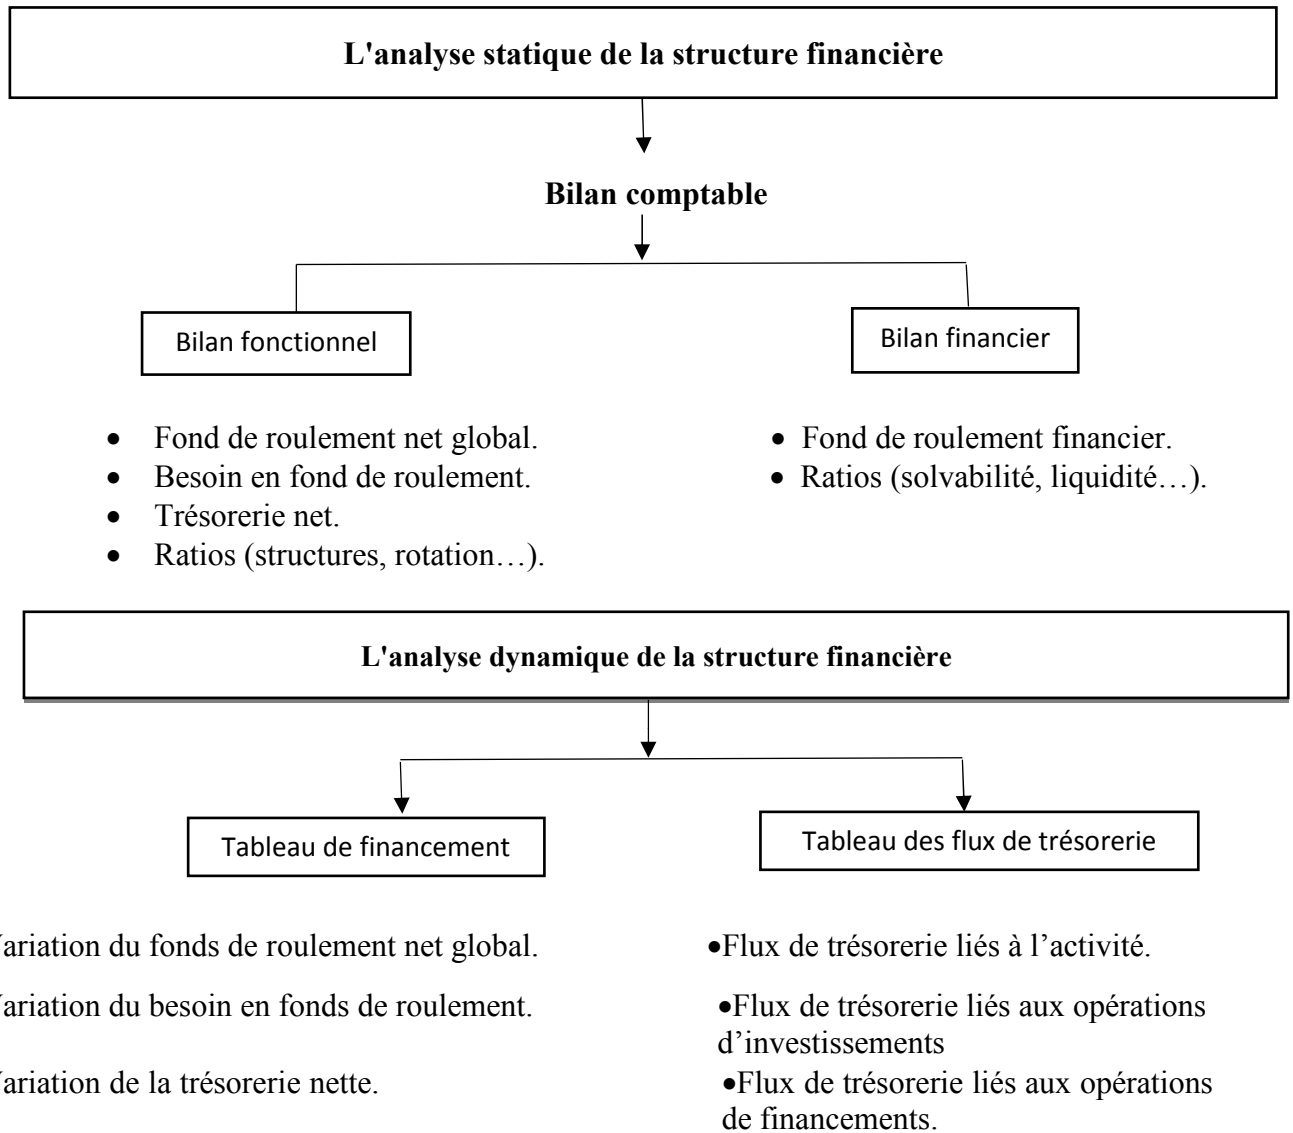 L'analyse statique de la structure financière
Bilan comptable
Bilan fonctionnel
• Fond de roulement net global.
• Besoin en fond de roulement.
• Trésorerie net.
• Ratios (structures, rotation…).
Bilan financier
• Fond de roulement financier.
• Ratios (solvabilité, liquidité…).
L'analyse dynamique de la structure financière
Tableau de financement
ariation du fonds de roulement net global.
ariation du besoin en fonds de roulement.
ariation de la trésorerie nette.
Tableau des flux de trésorerie
•Flux de trésorerie liés à l’activité.
•Flux de trésorerie liés aux opérations
d’investissements
•Flux de trésorerie liés aux opérations
de financements.